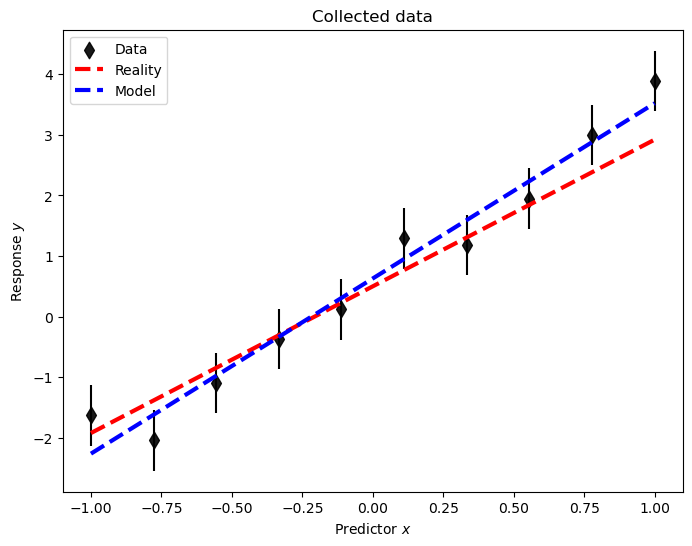 Collected data
Data
Reality
Model
4
3
2
1
0
−1
−2
Response y
−1.00 −0.75 −0.50 −0.25 0.00 0.25 0.50 0.75 1.00
Predictor x